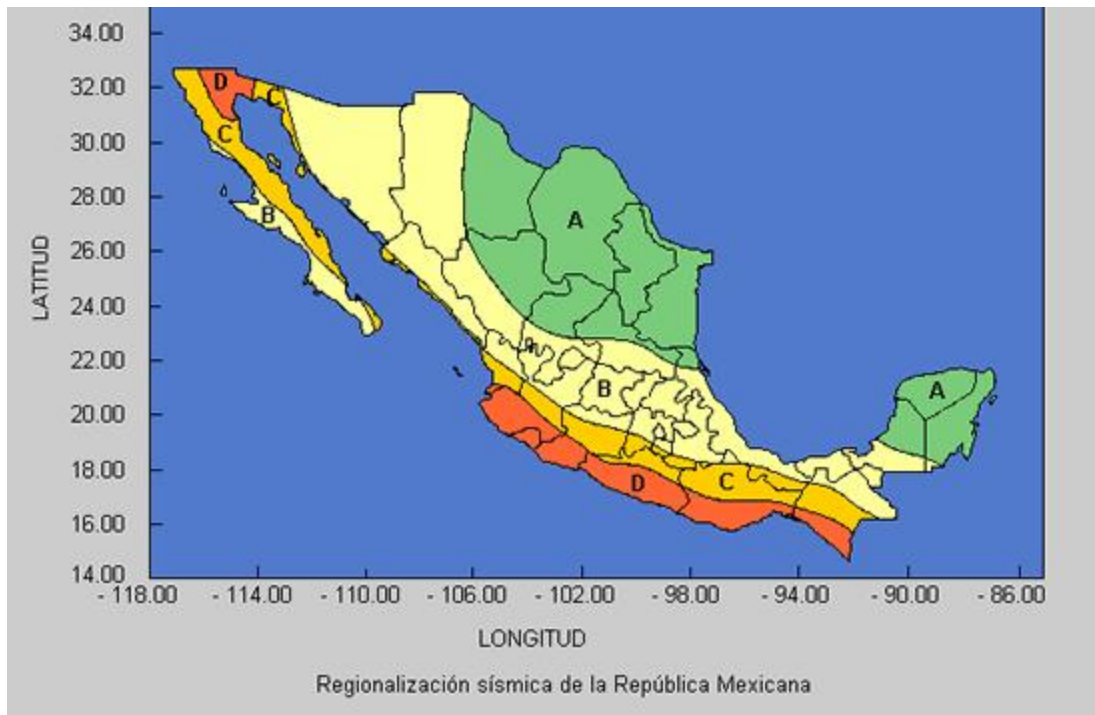 34.00
32.00
30.00
28.00
26.00
24.00
22.00
20.00
18.00
16.00
14.00
LATITUD
D
C
C
B
A
A
B
C
D
- 118.00 - 114.00 - 110.00 - 106.00 - 102.00 - 98.00 - 94.00 - 90.00 - 86.00
LONGITUD
Regionalización sísmica de la República Mexicana